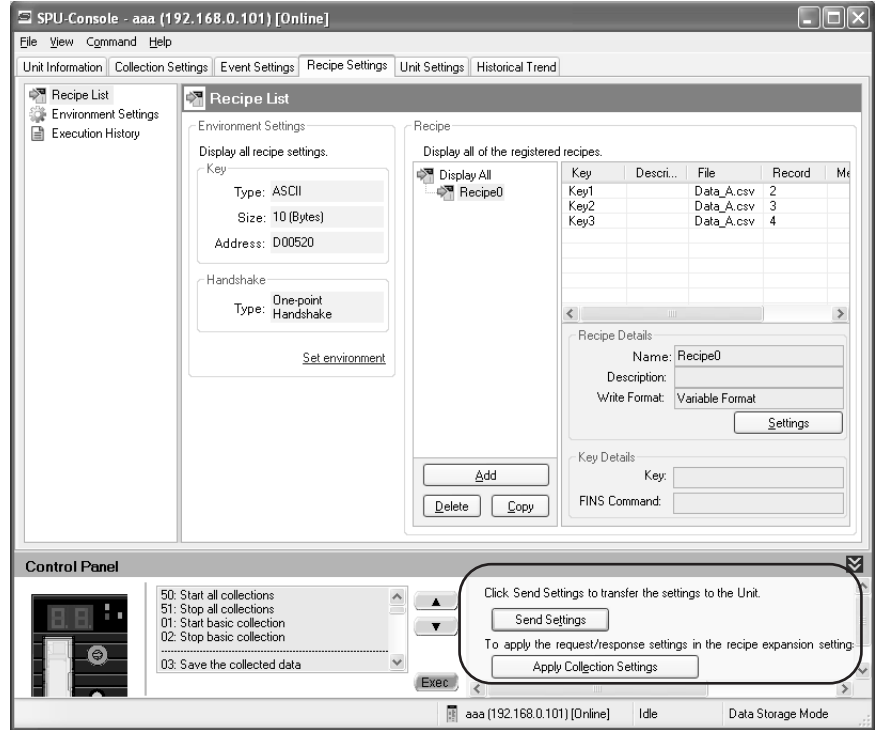 SPU-Console - aaa (192.168.0.101) [Online]
File View Command Help
Unit Information Collection Settings Event Settings Recipe Settings Unit Settings Historical Trend
Recipe List
Environment Settings
Execution History
Recipe List
Environment Settings
Display all recipe settings.
Key
Type: ASCII
Size: 10 (Bytes)
Address: D00520
Handshake
Type: One-point
Handshake
Set environment
Recipe
Display all of the registered recipes.
Display All
Recipe0
Add
Delete Copy
Key Descri... File Record Me
Key1 Data_A.csv 2
Key2 Data_A.csv 3
Key3 Data_A.csv 4
Recipe Details
Name: Recipe0
Description:
Write Format: Variable Format
Settings
Key Details
Key:
FINS Command:
Control Panel
8.8.
50: Start all collections
51: Stop all collections
01: Start basic collection
02: Stop basic collection
03: Save the collected data
Exec
Click Send Settings to transfer the settings to the Unit.
Send Settings
To apply the request/response settings in the recipe expansion setting
Apply Collection Settings
aaa (192.168.0.101) [Online] Idle Data Storage Mode